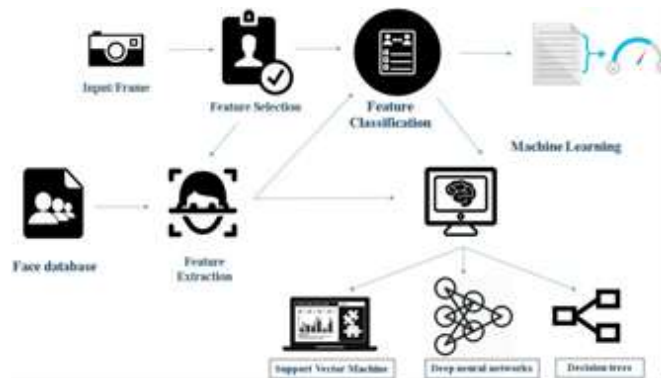 Input Frame
Feature Selection
Feature
Classification
Machine Learning
Face database
Feature
Extraction
Support Vector Machine
Deep neural networks
Decision trees